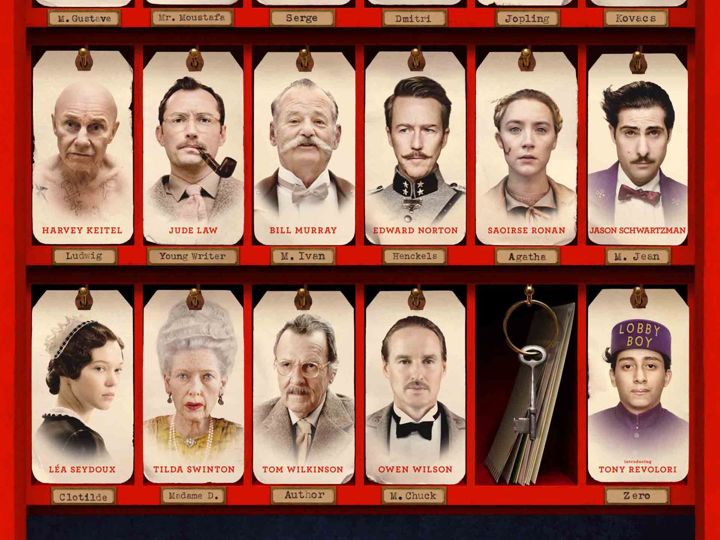 M. Gustave
Mr. Moustafa
Serge
Dmitri
Jopling
Kovacs
HARVEY KEITEL
JUDE LAW
BILL MURRAY
EDWARD NORTON
SAOIRSE RONAN
JASON SCHWARTZMAN
Ludwig
Young Writer
M. Ivan
Henckels
Agatha
M. Jean
LOBBY
BOY
introducing
LÉA SEYDOUX
TILDA SWINTON
TOM WILKINSON
OWEN WILSON
TONY REVOLORI
Clotilde
Madame D.
Author
M. Chuck
Zero